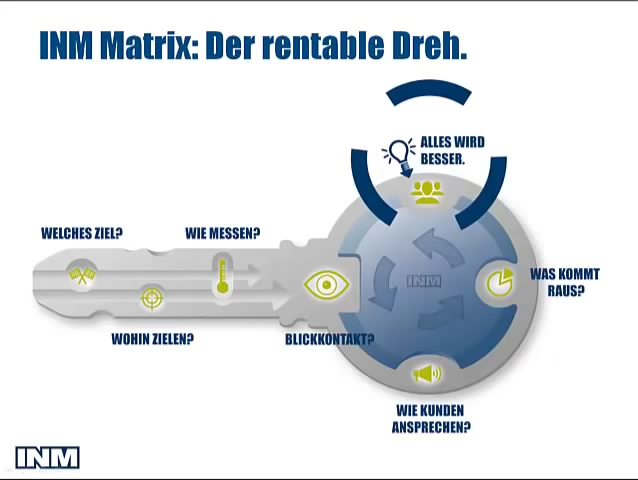 INM Matrix: Der rentable Dreh.
ALLES WIRD
BESSER.
WELCHES ZIEL?
WIE MESSEN?
INM
WAS KOMMT
RAUS?
WOHIN ZIELEN?
BLICKKONTAKT?
WIE KUNDEN
ANSPRECHEN?
INM